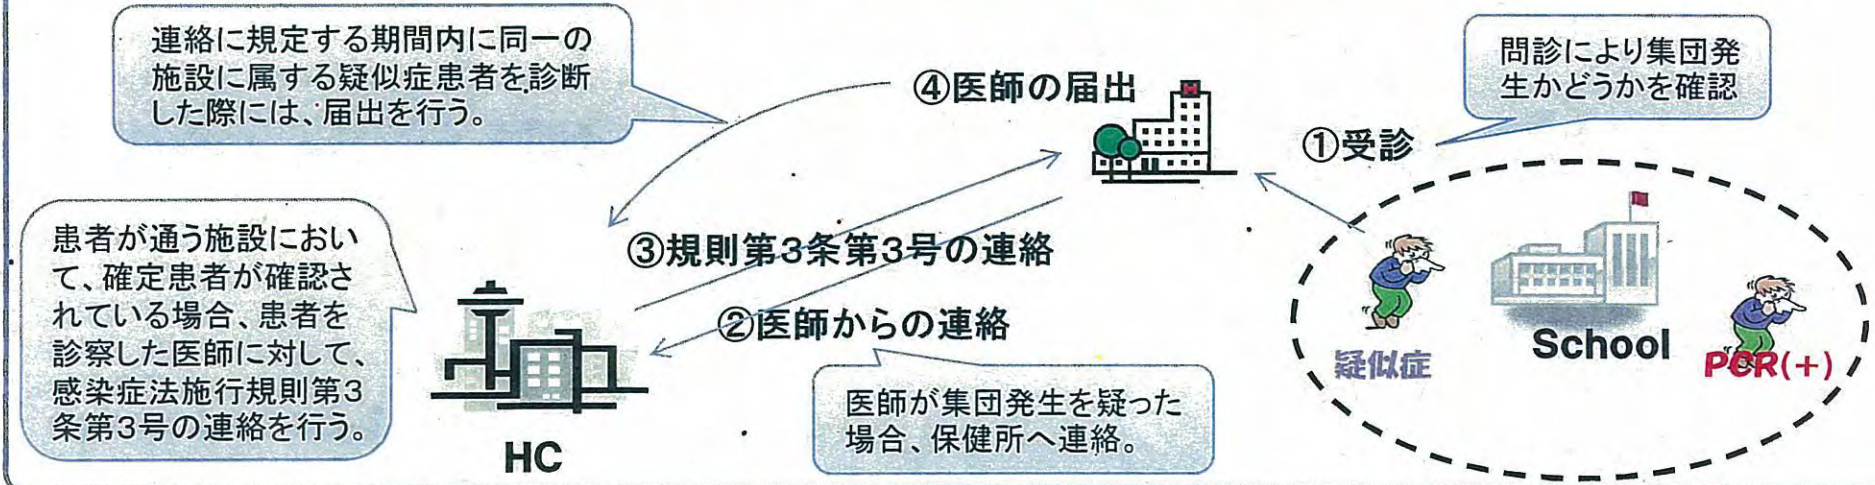 連絡に規定する期間内に同一の
施設に属する疑似症患者を診断
した際には、届出を行う。
④医師の届出
問診により集団発
生かどうかを確認
①受診
患者が通う施設におい
て、確定患者が確認さ
れている場合、患者を
診察した医師に対して、
感染症法施行規則第3
条第3号の連絡を行う。
③規則第3条第3号の連絡
②医師からの連絡
医師が集団発生を疑った
場合、保健所へ連絡。
HC
疑似症
School
PCR(+)
H